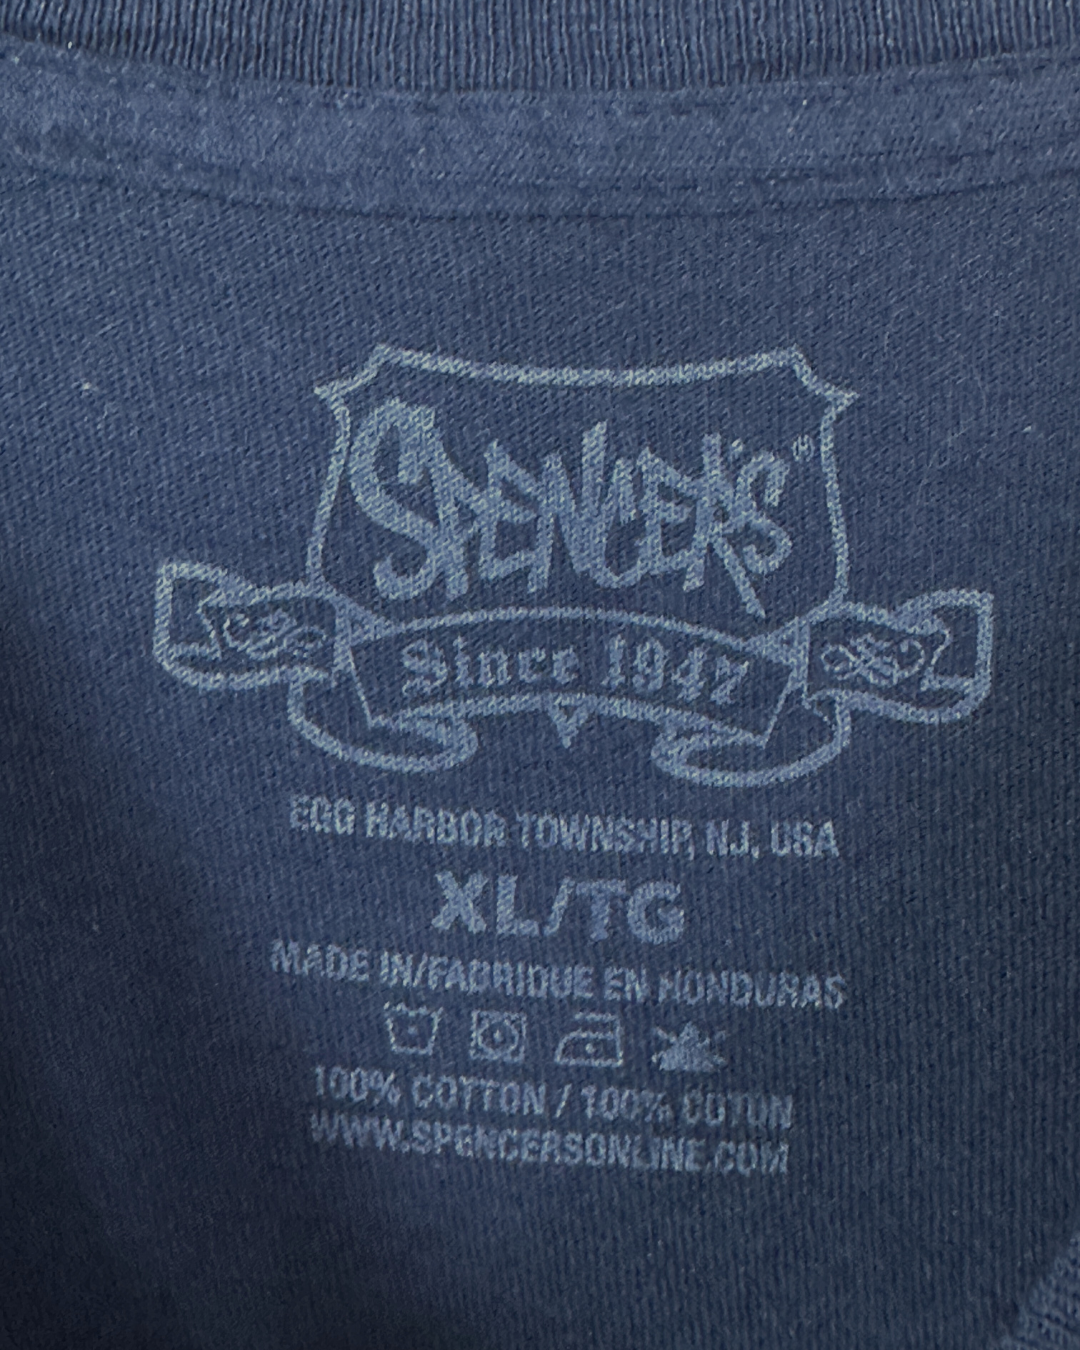 SPENCER'S®
Since 1947
EGG HARBOR TOWNSHIP, NJ, USA
XL/TG
MADE IN/FABRIQUE EN HONDURAS
100% COTTON / 100% COTON
WWW.SPENCERSONLINE.COM